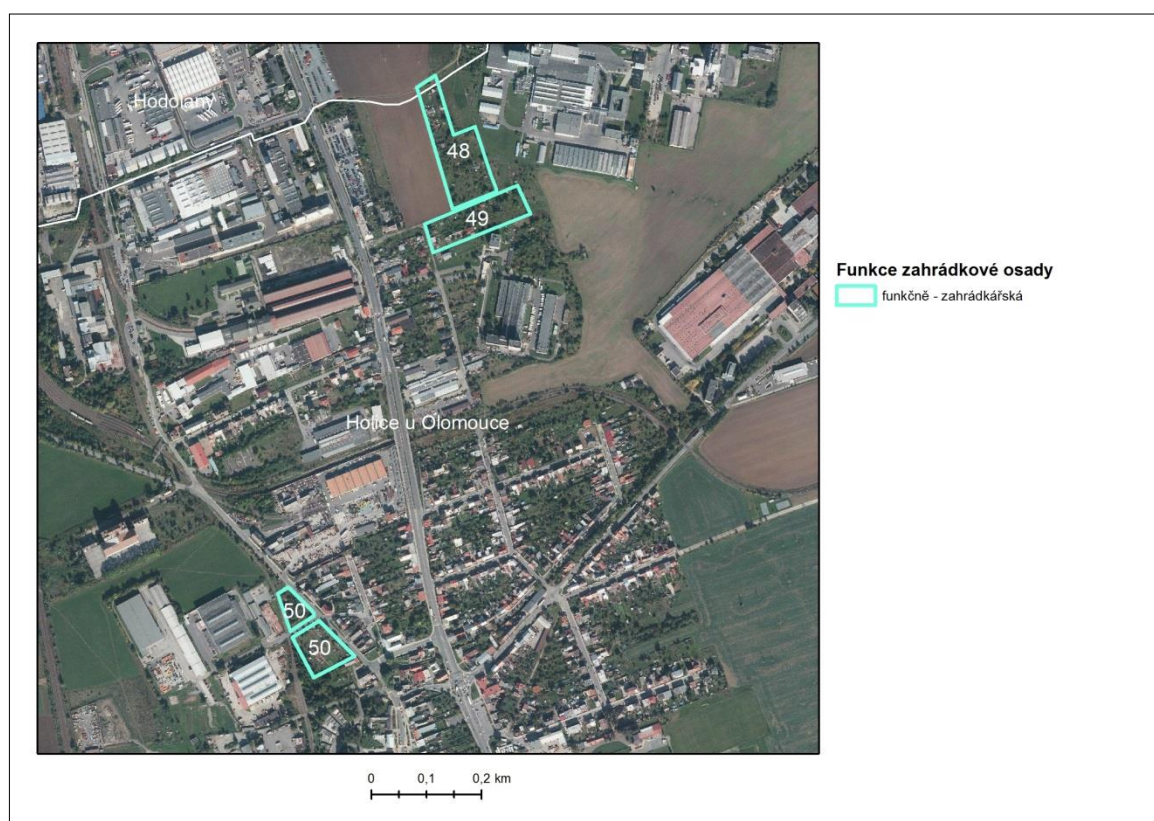 Hodolany
48
49
Funkce zahrádkové osady
funkčně - zahrádkářská
Holice u Olomouce
50
50
0 0,1 0,2 km